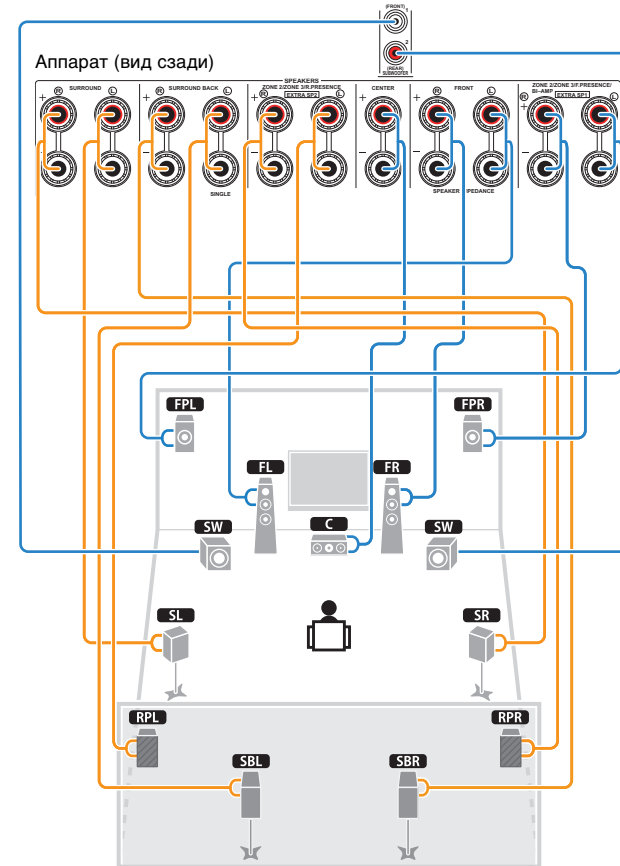 (FRONT)
1
2
(REAR)
SUBWOOFER
Аппарат (вид сзади)
SPEAKERS
SURROUND
R L
SURROUND BACK
R L
SINGLE
ZONE 2/ZONE 3/R.PRESENCE
EXTRA SP2
R L
CENTER
FRONT
R L
ZONE 2/ZONE 3/F.PRESENCE/
BI-AMP EXTRA SP1
R L
+ + + + + +
− − − − − −
SPEAKER IMPEDANCE
FPL FPR
FL FR
SW C SW
SL SR
RPL RPR
SBL SBR